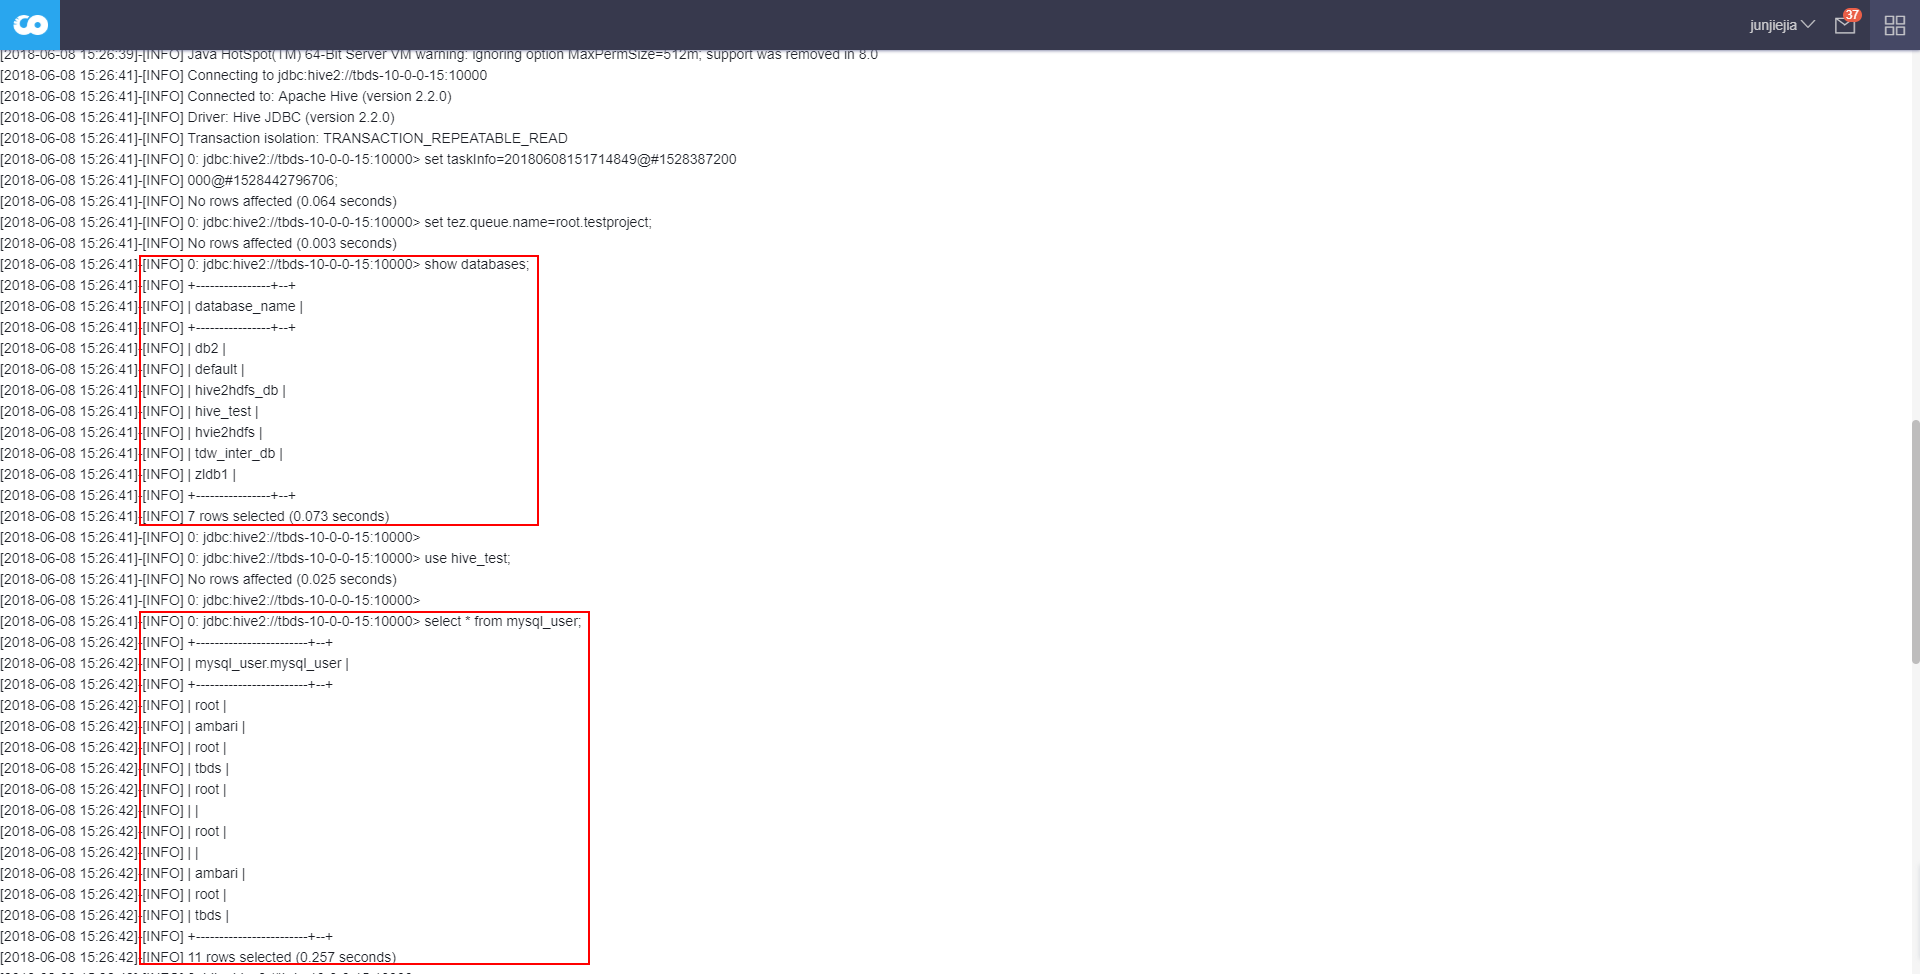 junjiejia
37
[2018-06-08 15:26:39]-[INFO] Java HotSpot(TM) 64-Bit Server VM warning: ignoring option MaxPermSize=512m; support was removed in 8.0
[2018-06-08 15:26:41]-[INFO] Connecting to jdbc:hive2://tbds-10-0-0-15:10000
[2018-06-08 15:26:41]-[INFO] Connected to: Apache Hive (version 2.2.0)
[2018-06-08 15:26:41]-[INFO] Driver: Hive JDBC (version 2.2.0)
[2018-06-08 15:26:41]-[INFO] Transaction isolation: TRANSACTION_REPEATABLE_READ
[2018-06-08 15:26:41]-[INFO] 0: jdbc:hive2://tbds-10-0-0-15:10000> set taskInfo=20180608151714849@#1528387200
[2018-06-08 15:26:41]-[INFO] 000@#1528442796706;
[2018-06-08 15:26:41]-[INFO] No rows affected (0.064 seconds)
[2018-06-08 15:26:41]-[INFO] 0: jdbc:hive2://tbds-10-0-0-15:10000> set tez.queue.name=root.testproject;
[2018-06-08 15:26:41]-[INFO] No rows affected (0.003 seconds)
[2018-06-08 15:26:41]-[INFO] 0: jdbc:hive2://tbds-10-0-0-15:10000> show databases;
[2018-06-08 15:26:41]-[INFO] +----------------+--+
[2018-06-08 15:26:41]-[INFO] | database_name |
[2018-06-08 15:26:41]-[INFO] +----------------+--+
[2018-06-08 15:26:41]-[INFO] | db2 |
[2018-06-08 15:26:41]-[INFO] | default |
[2018-06-08 15:26:41]-[INFO] | hive2hdfs_db |
[2018-06-08 15:26:41]-[INFO] | hive_test |
[2018-06-08 15:26:41]-[INFO] | hvie2hdfs |
[2018-06-08 15:26:41]-[INFO] | tdw_inter_db |
[2018-06-08 15:26:41]-[INFO] | zldb1 |
[2018-06-08 15:26:41]-[INFO] +----------------+--+
[2018-06-08 15:26:41]-[INFO] 7 rows selected (0.073 seconds)
[2018-06-08 15:26:41]-[INFO] 0: jdbc:hive2://tbds-10-0-0-15:10000>
[2018-06-08 15:26:41]-[INFO] 0: jdbc:hive2://tbds-10-0-0-15:10000> use hive_test;
[2018-06-08 15:26:41]-[INFO] No rows affected (0.025 seconds)
[2018-06-08 15:26:41]-[INFO] 0: jdbc:hive2://tbds-10-0-0-15:10000>
[2018-06-08 15:26:41]-[INFO] 0: jdbc:hive2://tbds-10-0-0-15:10000> select * from mysql_user;
[2018-06-08 15:26:42]-[INFO] +------------------------+--+
[2018-06-08 15:26:42]-[INFO] | mysql_user.mysql_user |
[2018-06-08 15:26:42]-[INFO] +------------------------+--+
[2018-06-08 15:26:42]-[INFO] | root |
[2018-06-08 15:26:42]-[INFO] | ambari |
[2018-06-08 15:26:42]-[INFO] | root |
[2018-06-08 15:26:42]-[INFO] | tbds |
[2018-06-08 15:26:42]-[INFO] | root |
[2018-06-08 15:26:42]-[INFO] | |
[2018-06-08 15:26:42]-[INFO] | root |
[2018-06-08 15:26:42]-[INFO] | |
[2018-06-08 15:26:42]-[INFO] | ambari |
[2018-06-08 15:26:42]-[INFO] | root |
[2018-06-08 15:26:42]-[INFO] | tbds |
[2018-06-08 15:26:42]-[INFO] +------------------------+--+
[2018-06-08 15:26:42]-[INFO] 11 rows selected (0.257 seconds)